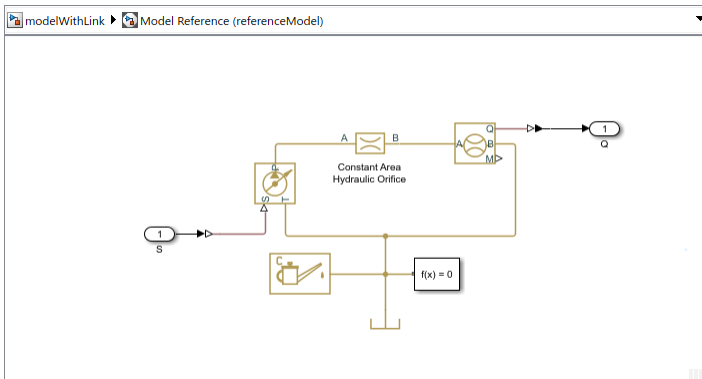 modelWithLink
Model Reference (referenceModel)
A
B
Constant Area
Hydraulic Orifice
A
Q
B
M
1
Q
P
S
T
1
S
C
f(x) = 0